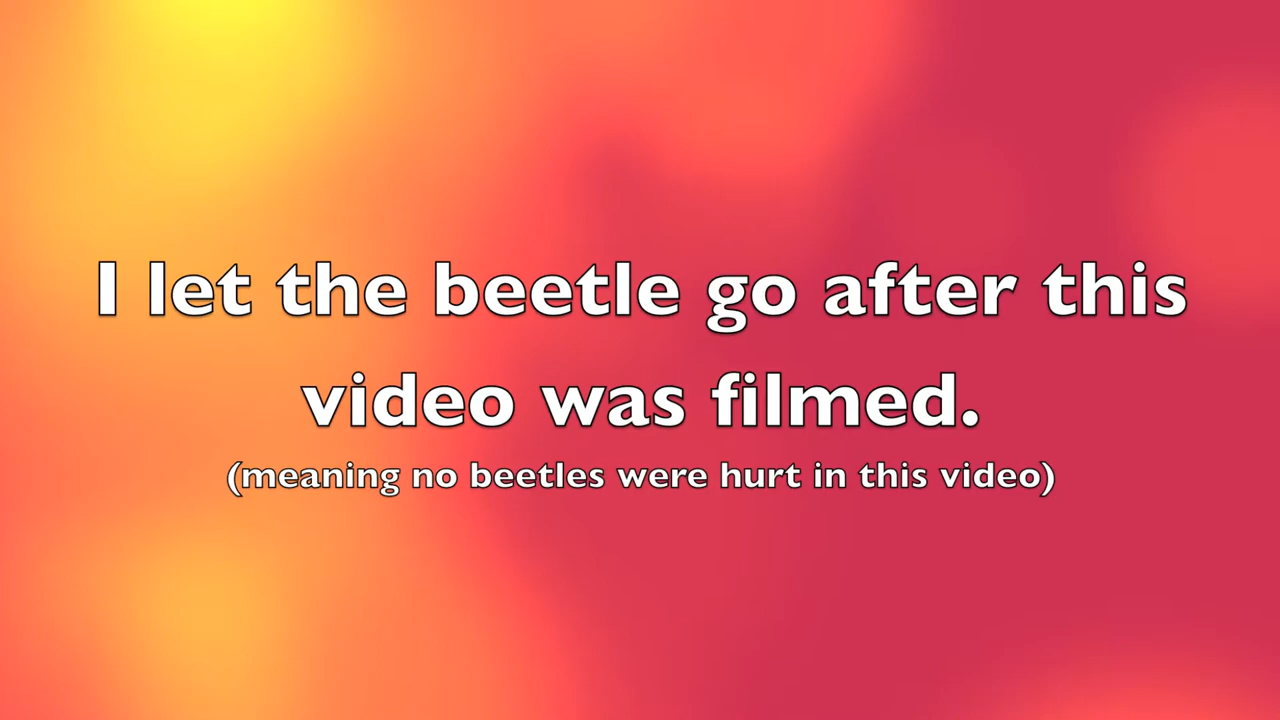 I let the beetle go after this
video was filmed.
(meaning no beetles were hurt in this video)